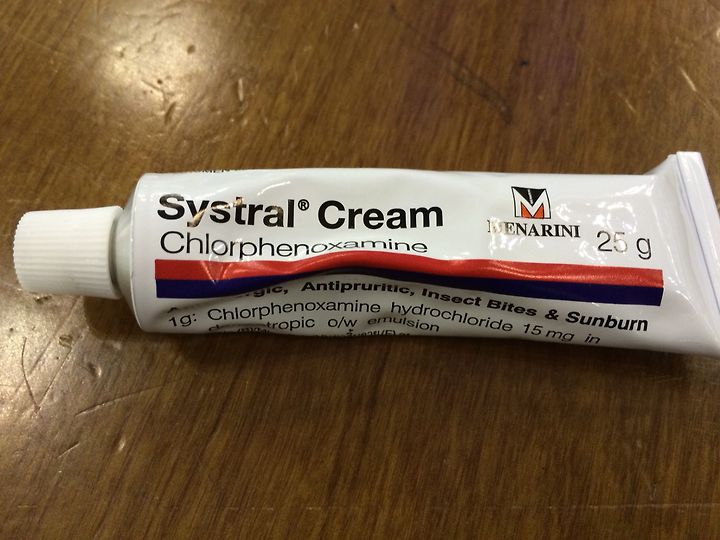 Systral® Cream
Chlorphenoxamine
MENARINI
25 g
Antipruritic, Insect Bites & Sunburn
1g: Chlorphenoxamine hydrochloride 15 mg in
o/w emulsion